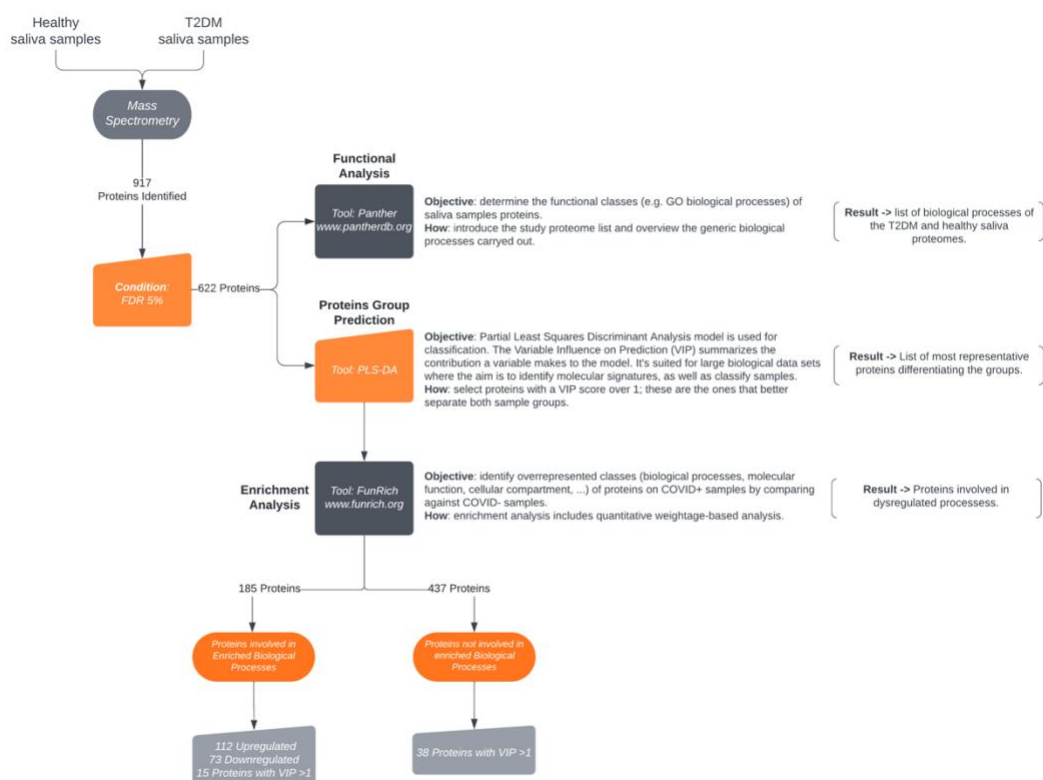 Healthy
saliva samples
T2DM
saliva samples
Mass
Spectrometry
917
Proteins Identified
Condition:
FDR 5%
622 Proteins
Functional
Analysis
Tool: Panther
www.pantherdb.org
Objective: determine the functional classes (e.g. GO biological processes) of
saliva samples proteins.
How: introduce the study proteome list and overview the generic biological
processes carryed out.
Result -> list of biological processes of
the T2DM and healthy saliva
proteomes.
Proteins Group
Prediction
Tool: PLS-DA
Objective: Partial Least Squares Discriminant Analysis model is used for
classification. The Variable Influence on Prediction (VIP) summarizes the
contribution a variable makes to the model. It's suited for large biological data sets
where the aim is to identify molecular signatures, as well as classify samples.
How: select proteins with a VIP score over 1; these are the ones that better
separate both sample groups.
Result -> List of most representative
proteins differentiating the groups.
Enrichment
Analysis
Tool: FunRich
www.funrich.org
Objective: identify overrepresented classes (biological processes, molecular
function, cellular compartment, ...) of proteins on COVID+ samples by comparing
against COVID- samples.
How: enrichment analysis includes quantitative weightage-based analysis.
Result -> Proteins involved in
dysregulated processess.
185 Proteins
437 Proteins
Proteins involved in
Enriched Biological
Processes
Proteins not involved in
enriched Biological
Processes
112 Upregulated
73 Downregulated
15 Proteins with VIP >1
38 Proteins with VIP >1